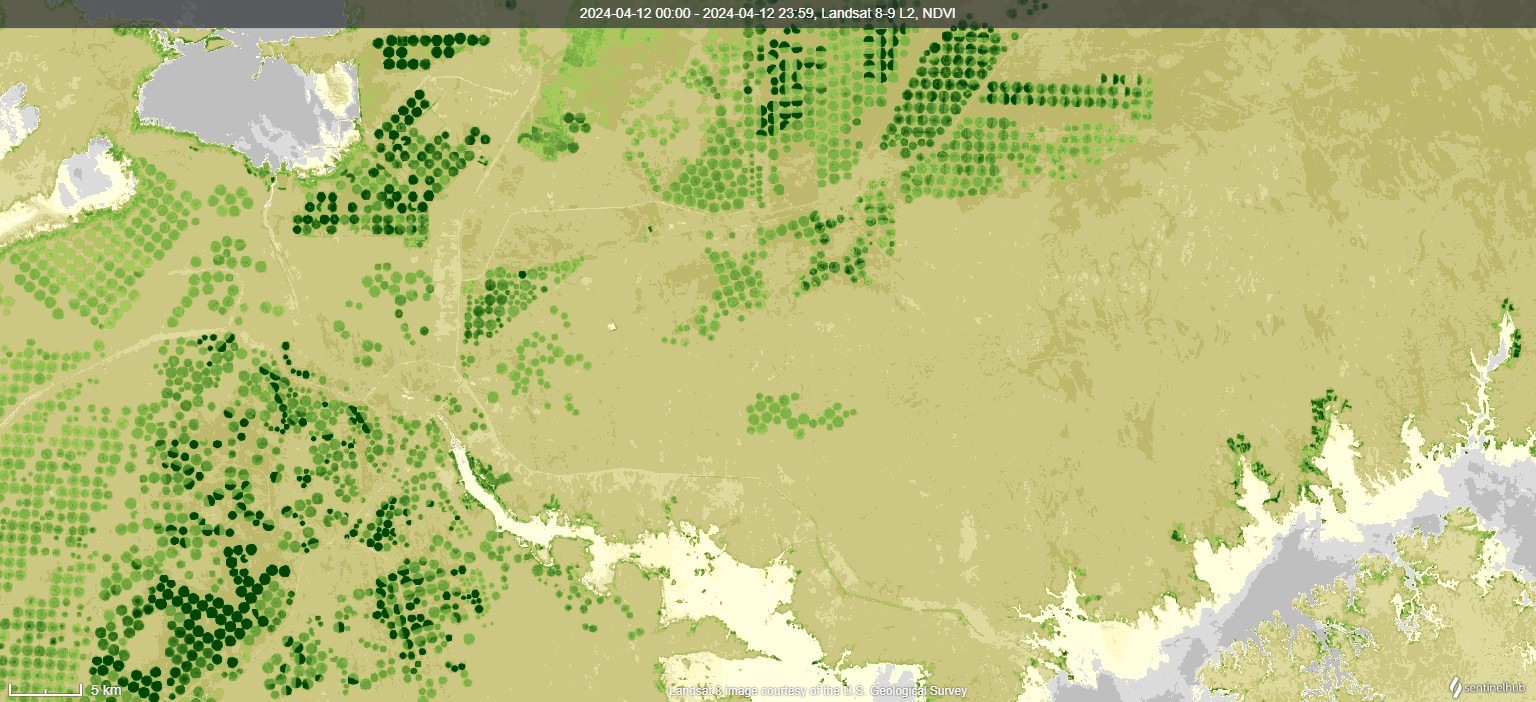 2024-04-12 00:00 - 2024-04-12 23:59, Landsat 8-9 L2, NDVI
5 km
Landsat 8 image courtesy of the U.S. Geological Survey
sentinelhub